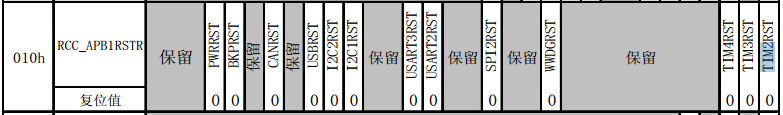 010h
RCC_APB1RSTR
保留
PWRRST
BKPRST
保留
CANRST
保留
USBRST
I2C2RST
I2C1RST
保留
USART3RST
USART2RST
保留
SPI2RST
保留
WWDGRST
保留
TIM4RST
TIM3RST
TIM2RST
复位值
0 0 0 0 0 0 0 0 0 0 0 0 0